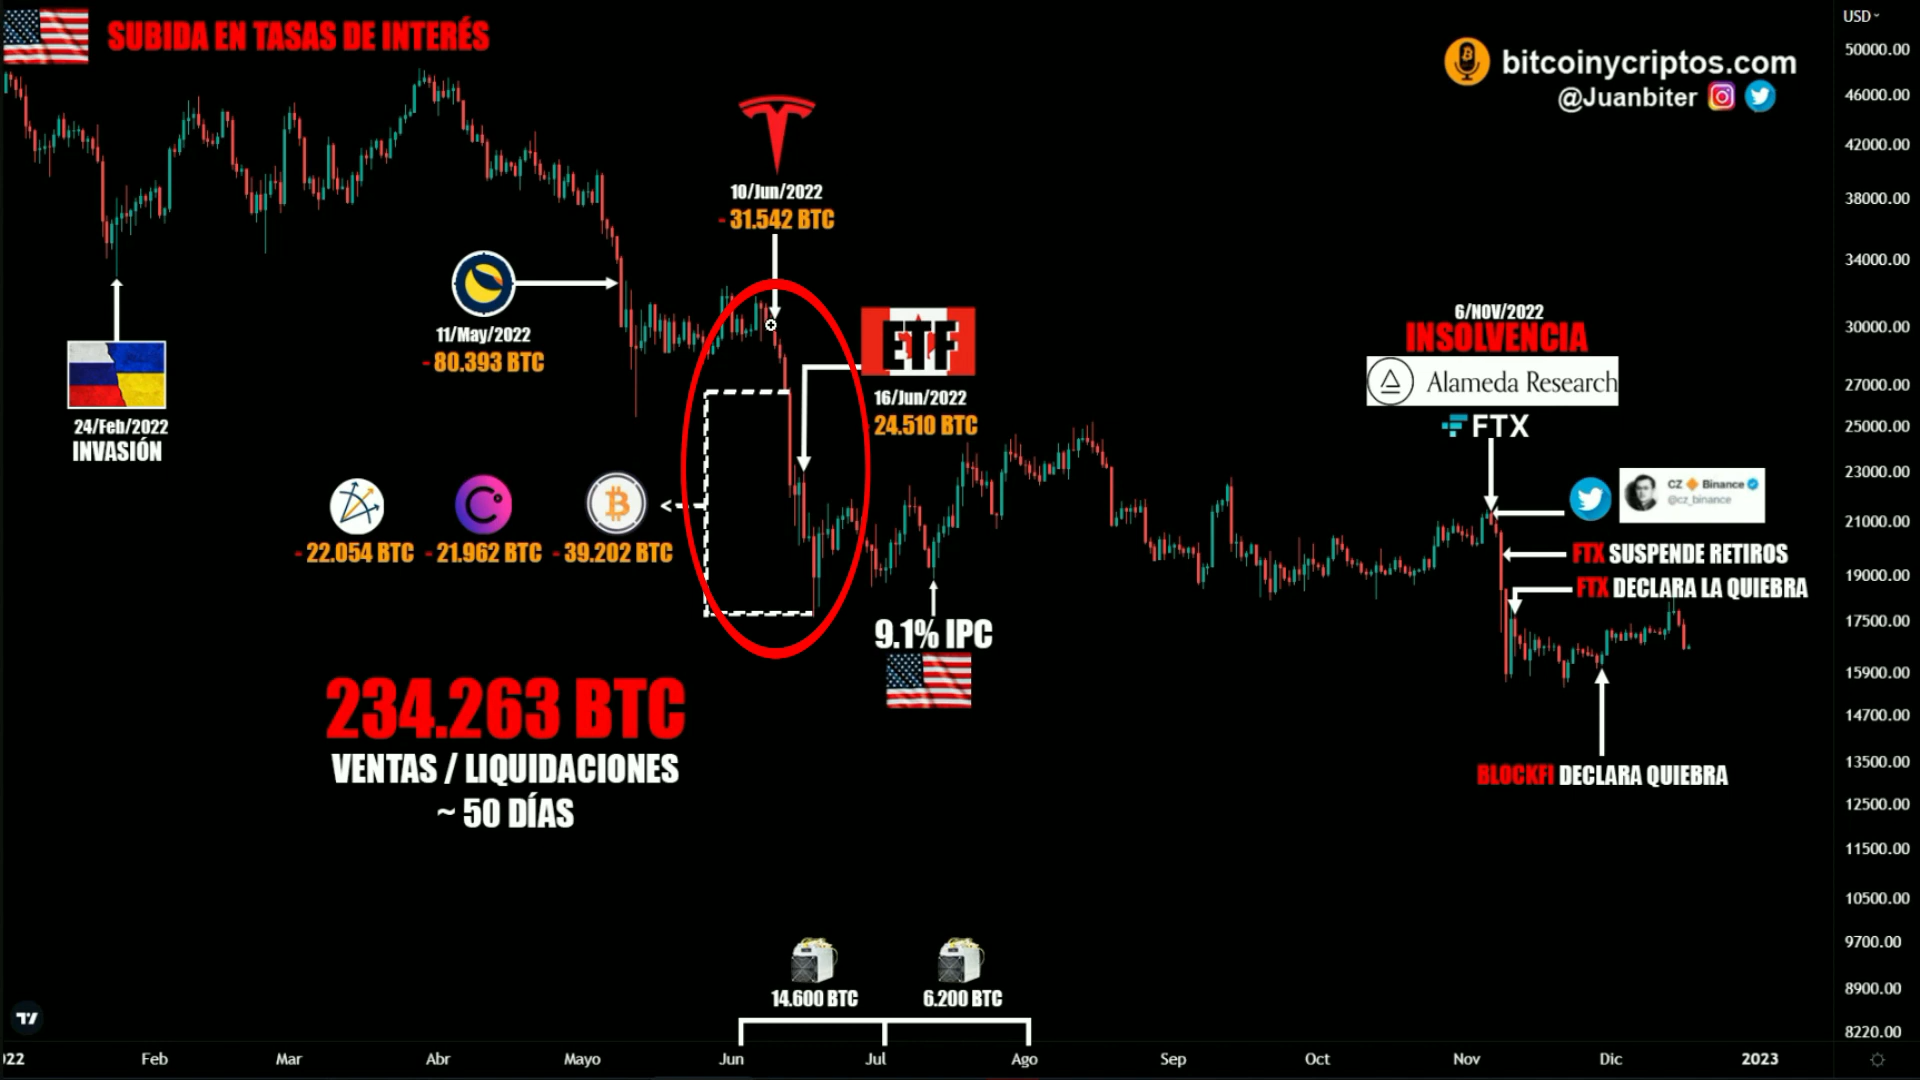 SUBIDA EN TASAS DE INTERÉS
bitcoinycriptos.com
@Juanbiter
USD
50000.00
46000.00
42000.00
38000.00
34000.00
30000.00
27000.00
25000.00
23000.00
21000.00
19000.00
17500.00
15900.00
14700.00
13500.00
12500.00
11500.00
10500.00
9700.00
8900.00
8220.00
10/Jun/2022
- 31.542 BTC
11/May/2022
- 80.393 BTC
24/Feb/2022
INVASIÓN
ETF
16/Jun/2022
24.510 BTC
- 22.054 BTC
- 21.962 BTC
- 39.202 BTC
9.1% IPC
234.263 BTC
VENTAS / LIQUIDACIONES
~ 50 DÍAS
6/NOV/2022
INSOLVENCIA
Alameda Research
FTX
CZ Binance
@cz_binance
FTX SUSPENDE RETIROS
FTX DECLARA LA QUIEBRA
BLOCKFI DECLARA QUIEBRA
14.600 BTC
6.200 BTC
022
Feb
Mar
Abr
Mayo
Jun
Jul
Ago
Sep
Oct
Nov
Dic
2023